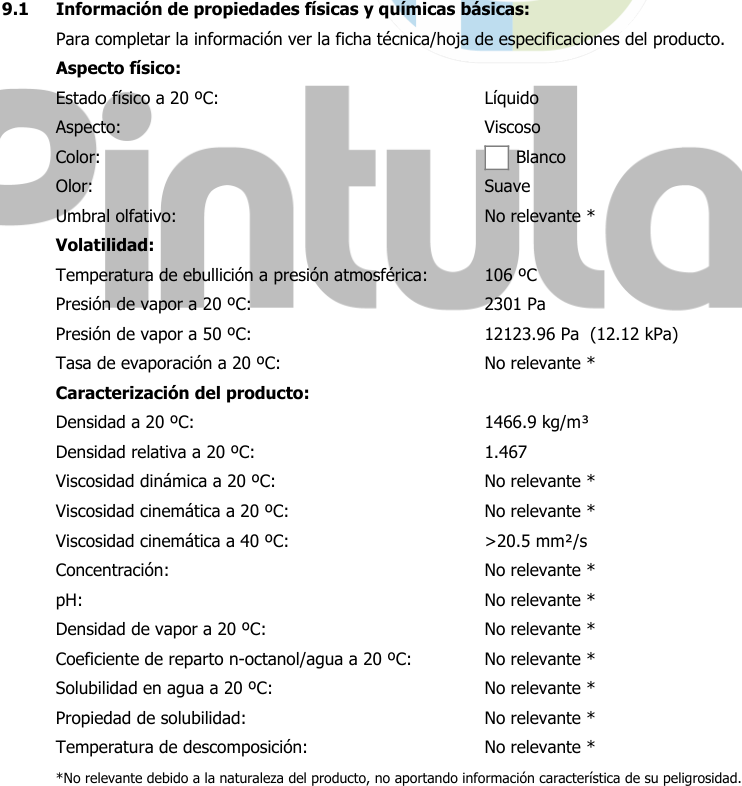 9.1 Información de propiedades físicas y químicas básicas:
Para completar la información ver la ficha técnica/hoja de especificaciones del producto.
Aspecto físico:
Estado físico a 20 ºC: Líquido
Aspecto: Viscoso
Color: Blanco
Olor: Suave
Umbral olfativo: No relevante *
Volatilidad:
Temperatura de ebullición a presión atmosférica: 106 ºC
Presión de vapor a 20 ºC: 2301 Pa
Presión de vapor a 50 ºC: 12123.96 Pa (12.12 kPa)
Tasa de evaporación a 20 ºC: No relevante *
Caracterización del producto:
Densidad a 20 ºC: 1466.9 kg/m³
Densidad relativa a 20 ºC: 1.467
Viscosidad dinámica a 20 ºC: No relevante *
Viscosidad cinemática a 20 ºC: No relevante *
Viscosidad cinemática a 40 ºC: >20.5 mm²/s
Concentración: No relevante *
pH: No relevante *
Densidad de vapor a 20 ºC: No relevante *
Coeficiente de reparto n-octanol/agua a 20 ºC: No relevante *
Solubilidad en agua a 20 ºC: No relevante *
Propiedad de solubilidad: No relevante *
Temperatura de descomposición: No relevante *
*No relevante debido a la naturaleza del producto, no aportando información característica de su peligrosidad.
Pintula